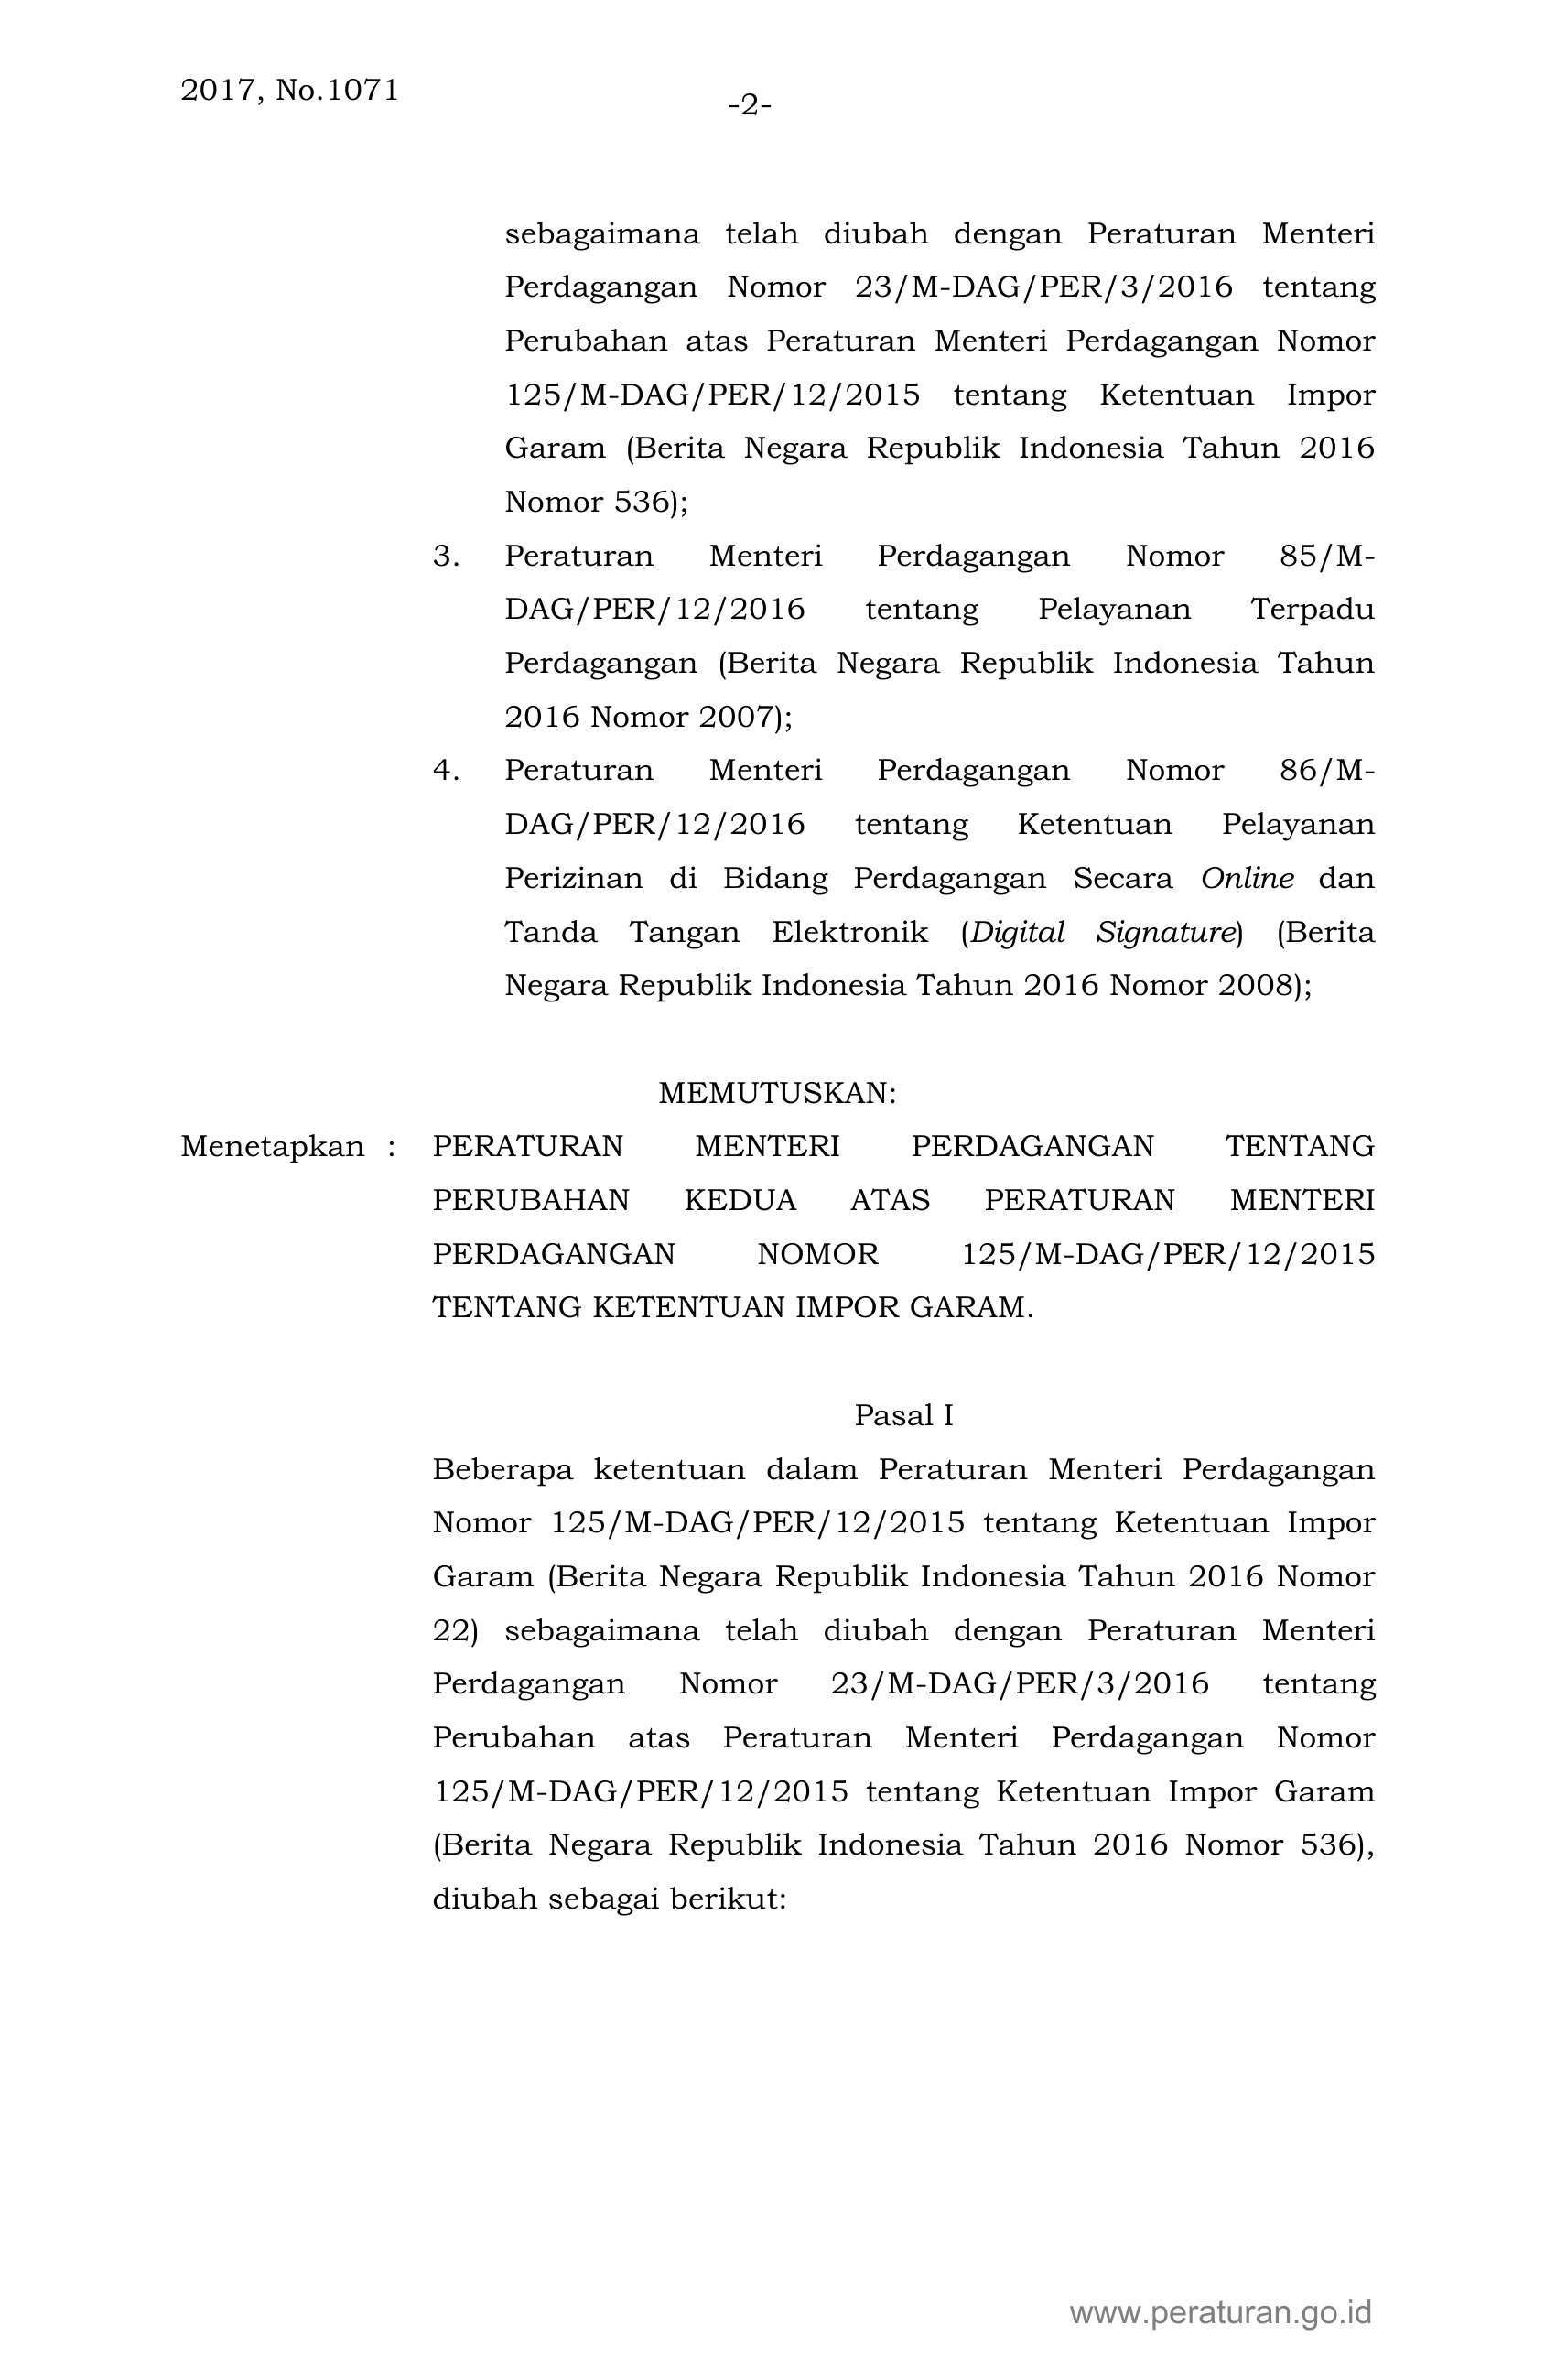 2017, No.1071
-2-
sebagaimana telah diubah dengan Peraturan Menteri
Perdagangan Nomor 23/M-DAG/PER/3/2016 tentang
Perubahan atas Peraturan Menteri Perdagangan Nomor
125/M-DAG/PER/12/2015 tentang Ketentuan Impor
Garam (Berita Negara Republik Indonesia Tahun 2016
Nomor 536);
3. Peraturan Menteri Perdagangan Nomor 85/M-
DAG/PER/12/2016 tentang Pelayanan Terpadu
Perdagangan (Berita Negara Republik Indonesia Tahun
2016 Nomor 2007);
4. Peraturan Menteri Perdagangan Nomor 86/M-
DAG/PER/12/2016 tentang Ketentuan Pelayanan
Perizinan di Bidang Perdagangan Secara Online dan
Tanda Tangan Elektronik (Digital Signature) (Berita
Negara Republik Indonesia Tahun 2016 Nomor 2008);
MEMUTUSKAN:
Menetapkan : PERATURAN MENTERI PERDAGANGAN TENTANG
PERUBAHAN KEDUA ATAS PERATURAN MENTERI
PERDAGANGAN NOMOR 125/M-DAG/PER/12/2015
TENTANG KETENTUAN IMPOR GARAM.
Pasal I
Beberapa ketentuan dalam Peraturan Menteri Perdagangan
Nomor 125/M-DAG/PER/12/2015 tentang Ketentuan Impor
Garam (Berita Negara Republik Indonesia Tahun 2016 Nomor
22) sebagaimana telah diubah dengan Peraturan Menteri
Perdagangan Nomor 23/M-DAG/PER/3/2016 tentang
Perubahan atas Peraturan Menteri Perdagangan Nomor
125/M-DAG/PER/12/2015 tentang Ketentuan Impor Garam
(Berita Negara Republik Indonesia Tahun 2016 Nomor 536),
diubah sebagai berikut:
www.peraturan.go.id